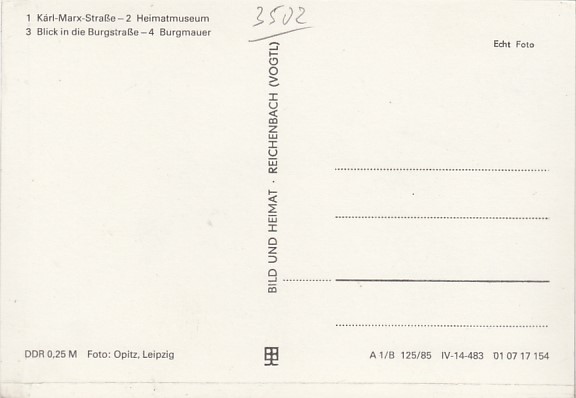 1 Karl-Marx-Straße – 2 Heimatmuseum
3 Blick in die Burgstraße – 4 Burgmauer
3502
Echt Foto
BILD UND HEIMAT · REICHENBACH (VOGTL)
DDR 0,25 M Foto: Opitz, Leipzig
A 1/B 125/85 IV-14-483 01 07 17 154